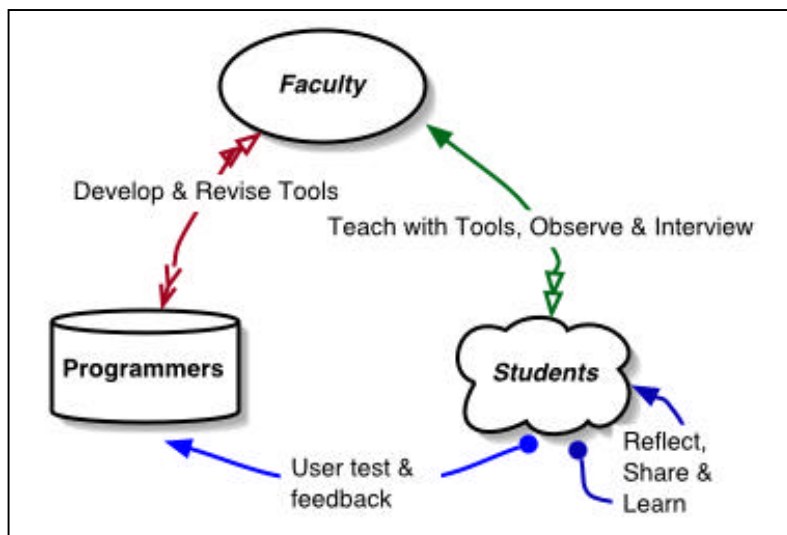 Faculty
Develop & Revise Tools
Teach with Tools, Observe & Interview
Programmers
Students
User test &
feedback
Reflect,
Share &
Learn